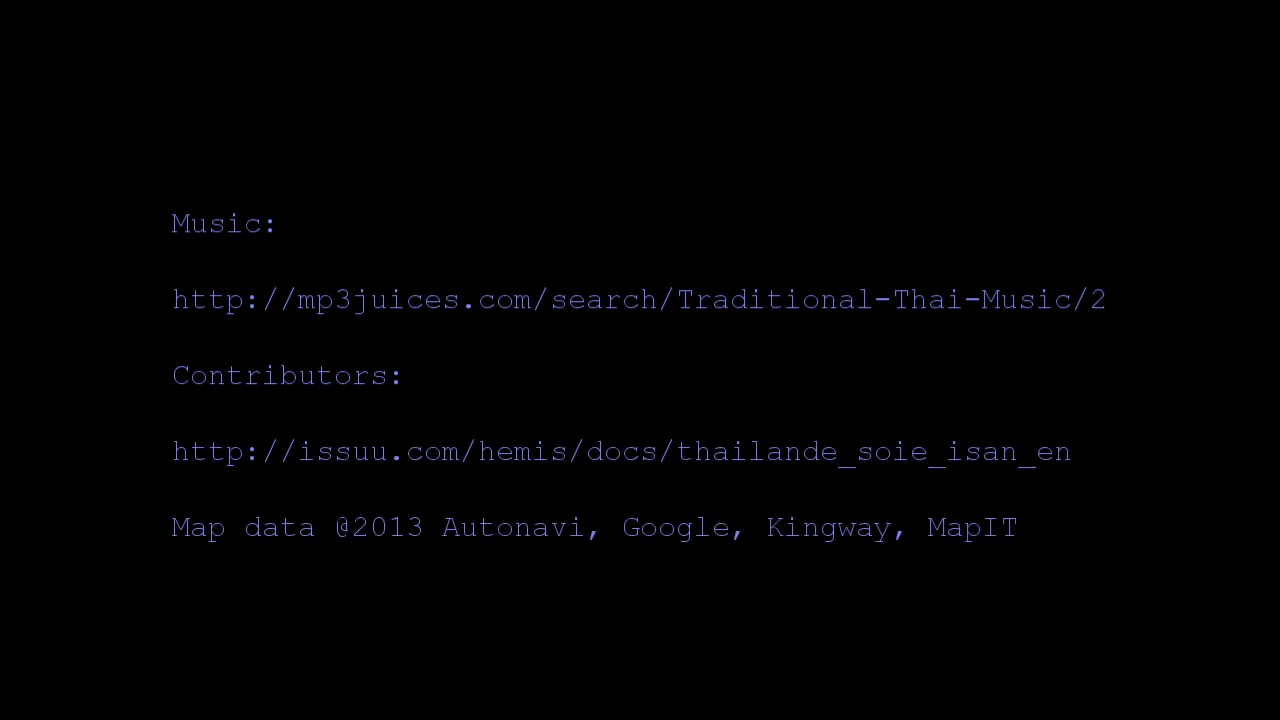 Music:
http://mp3juices.com/search/Traditional-Thai-Music/2
Contributors:
http://issuu.com/hemis/docs/thailande_soie_isan_en
Map data @2013 Autonavi, Google, Kingway, MapIT